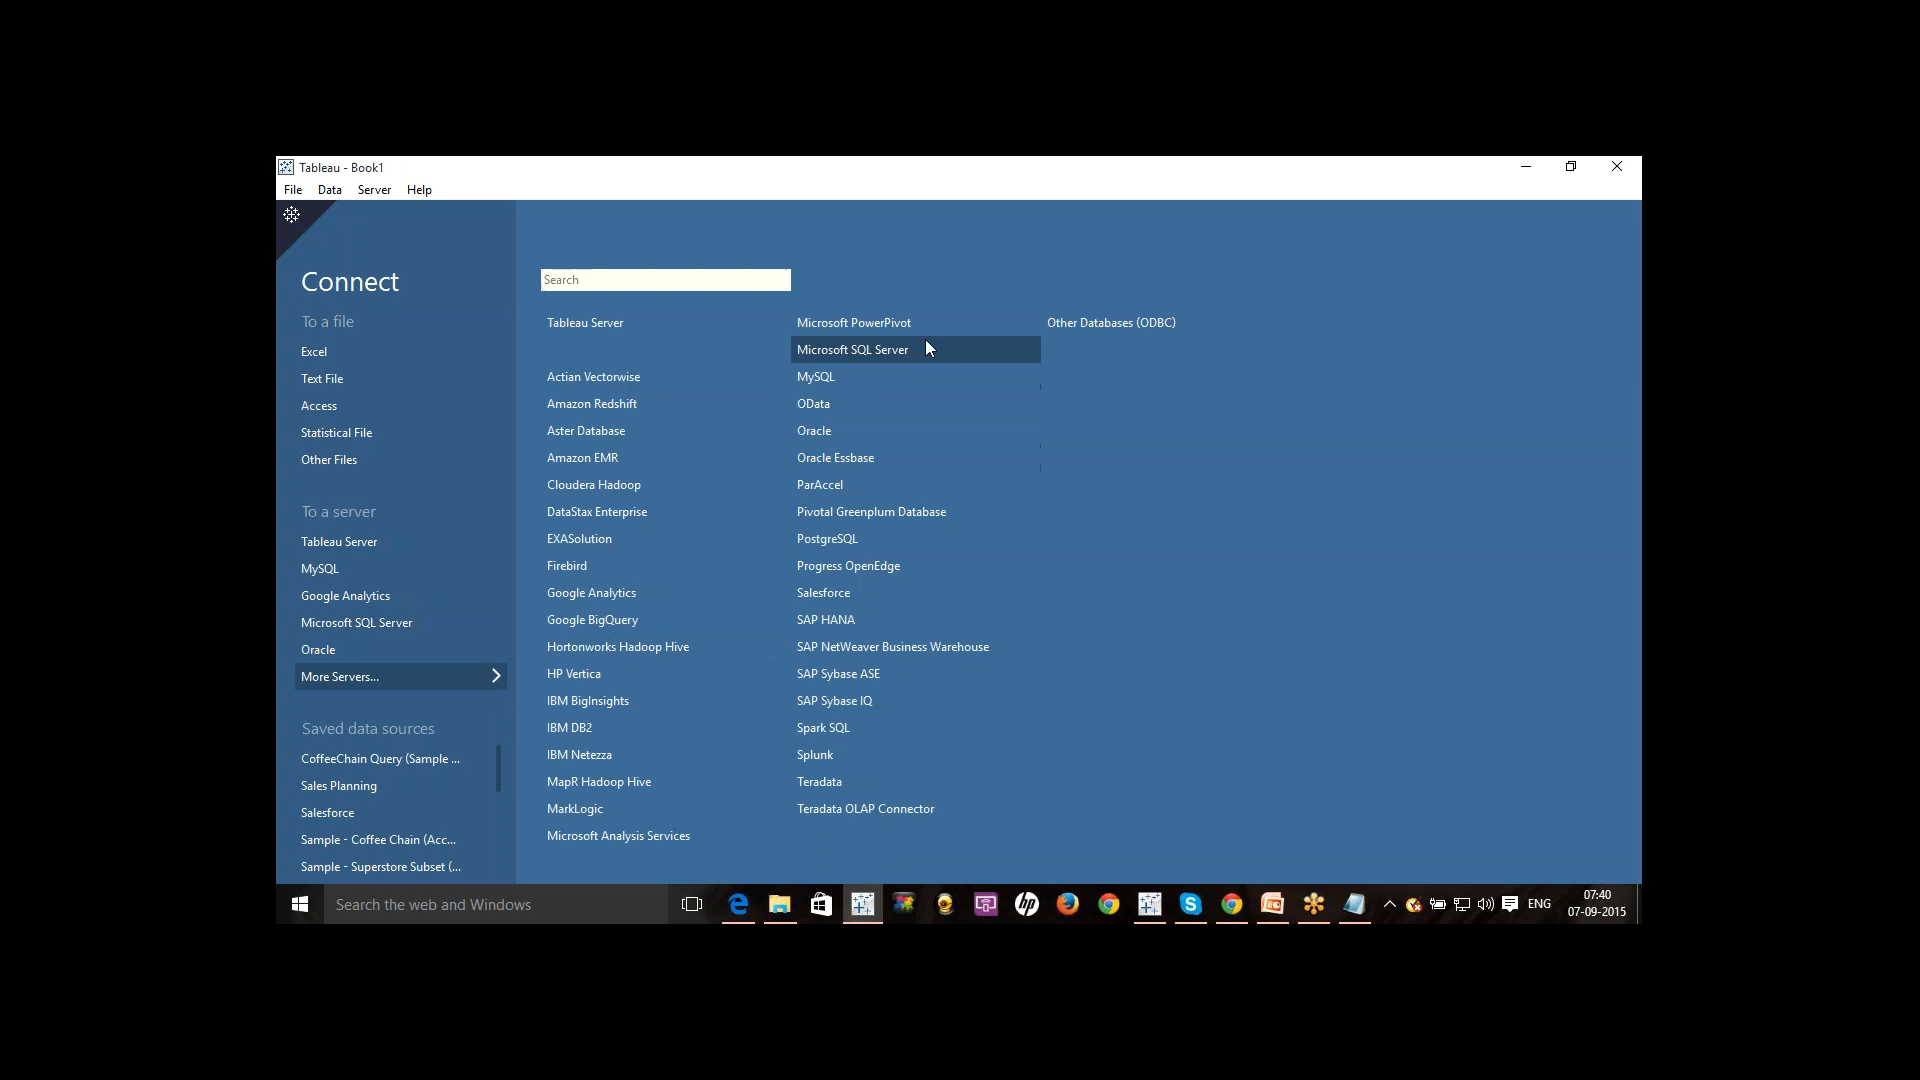 Tableau - Book1
File Data Server Help
Connect
To a file
Excel
Text File
Access
Statistical File
Other Files
To a server
Tableau Server
MySQL
Google Analytics
Microsoft SQL Server
Oracle
More Servers...
Saved data sources
CoffeeChain Query (Sample ...
Sales Planning
Salesforce
Sample - Coffee Chain (Acc...
Sample - Superstore Subset (...
Search
Tableau Server
Actian Vectorwise
Amazon Redshift
Aster Database
Amazon EMR
Cloudera Hadoop
DataStax Enterprise
EXASolution
Firebird
Google Analytics
Google BigQuery
Hortonworks Hadoop Hive
HP Vertica
IBM BigInsights
IBM DB2
IBM Netezza
MapR Hadoop Hive
MarkLogic
Microsoft Analysis Services
Microsoft PowerPivot
Microsoft SQL Server
MySQL
OData
Oracle
Oracle Essbase
ParAccel
Pivotal Greenplum Database
PostgreSQL
Progress OpenEdge
Salesforce
SAP HANA
SAP NetWeaver Business Warehouse
SAP Sybase ASE
SAP Sybase IQ
Spark SQL
Splunk
Teradata
Teradata OLAP Connector
Other Databases (ODBC)
Search the web and Windows
ENG
07:40
07-09-2015